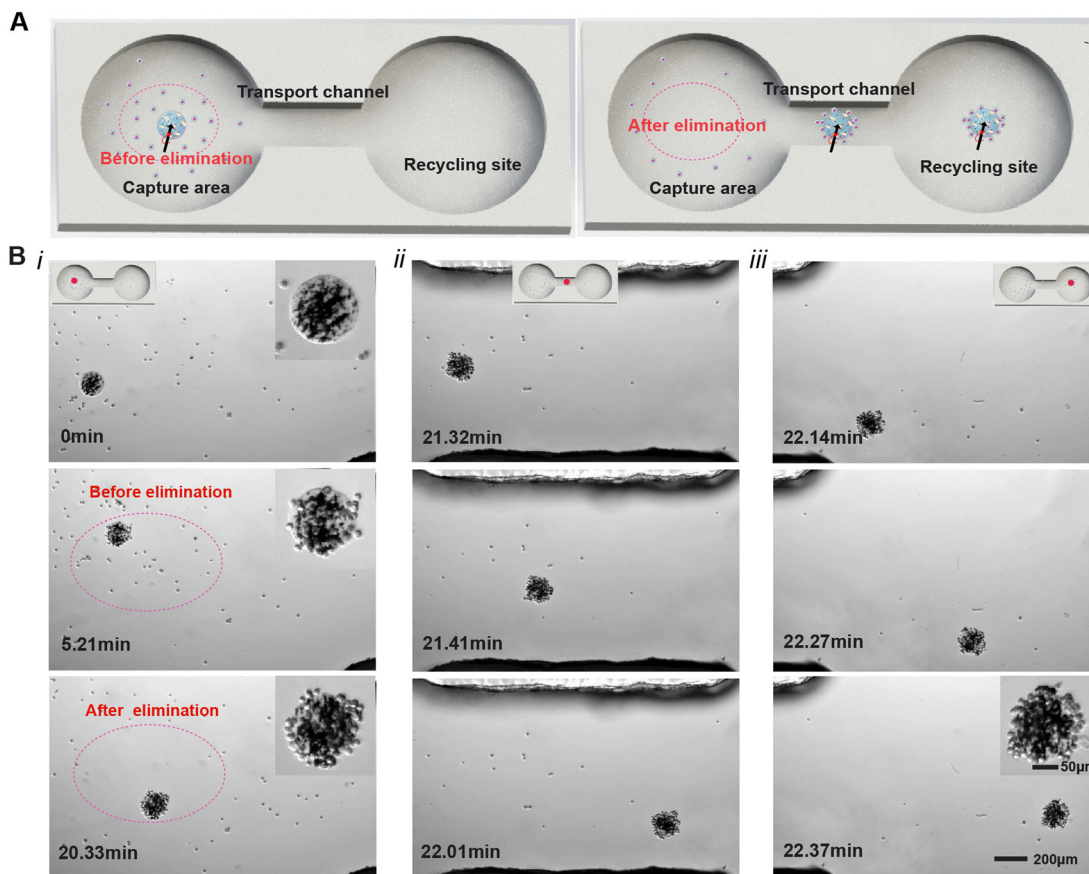 A
Transport channel
Before elimination
Capture area
Recycling site
Transport channel
After elimination
Capture area
Recycling site
B
i
ii
iii
0min
21.32min
22.14min
Before elimination
5.21min
21.41min
22.27min
After elimination
20.33min
22.01min
50μm
22.37min
200μm